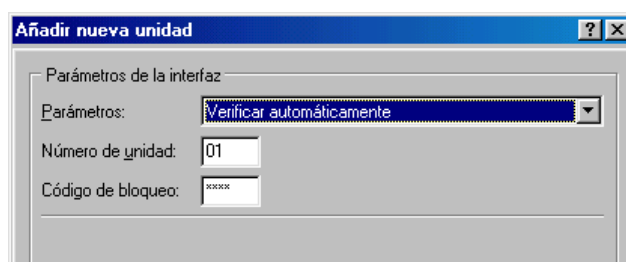 Añadir nueva unidad
Parámetros de la interfaz
Parámetros: Verificar automáticamente
Número de unidad: 01
Código de bloqueo: ****